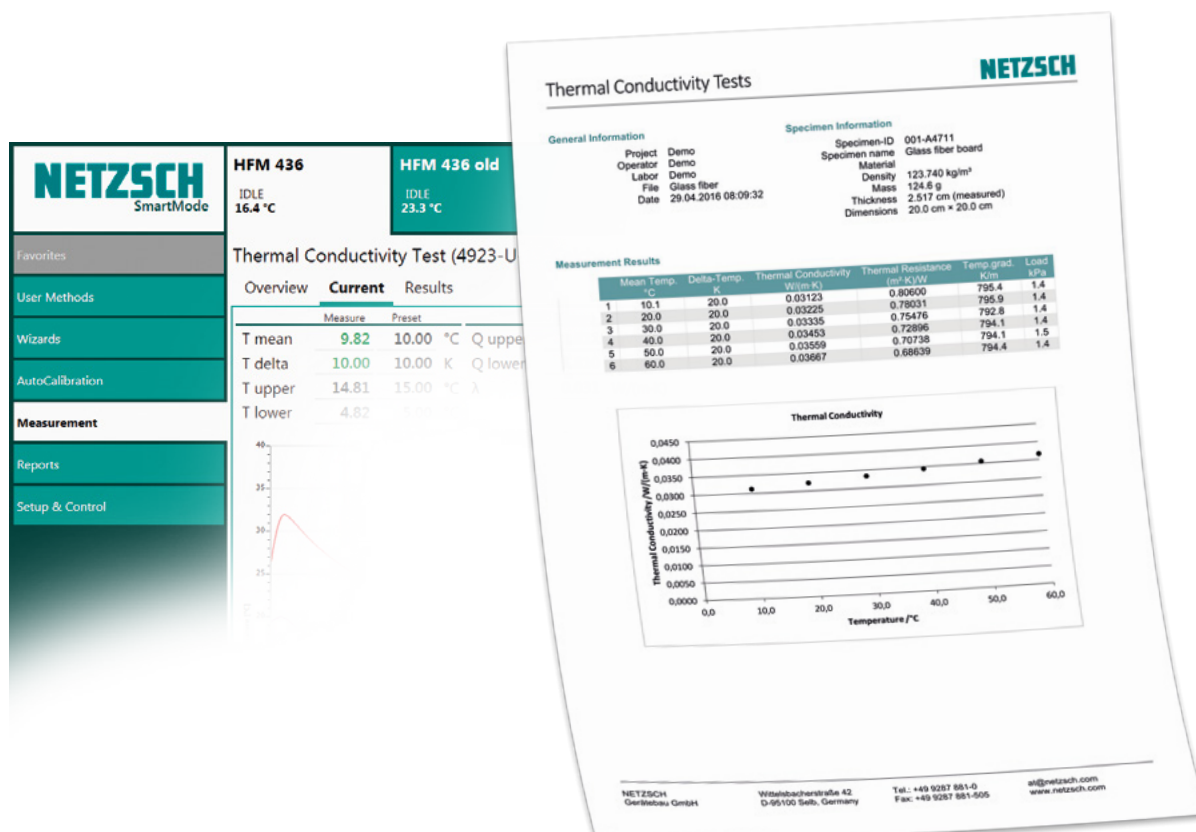 NETZSCH
SmartMode
HFM 436
IDLE
16.4 °C
HFM 436 old
IDLE
23.3 °C
Favorites
User Methods
Wizards
AutoCalibration
Measurement
Reports
Setup & Control
Thermal Conductivity Test (4923-U
Overview Current Results
Measure Preset
T mean 9.82 10.00 °C Q uppe
T delta 10.00 10.00 K Q lower
T upper 14.81 15.00 °C λ
T lower 4.82
40
35
30
25
Thermal Conductivity Tests
NETZSCH
General Information
Project Demo
Operator Demo
Labor Demo
File Glass fiber
Date 29.04.2016 08:09:32
Specimen Information
Specimen-ID 001-A4711
Specimen name Glass fiber board
Material
Density 123.740 kg/m³
Mass 124.6 g
Thickness 2.517 cm (measured)
Dimensions 20.0 cm × 20.0 cm
Measurement Results
Mean Temp. Delta-Temp. Thermal Conductivity Thermal Resistance Temp.grad. Load
°C K W/(m·K) (m²·K)/W K/m kPa
1 10.1 20.0 0.03123 0.80600 795.4 1.4
2 20.0 20.0 0.03225 0.78031 795.9 1.4
3 30.0 20.0 0.03335 0.75476 792.8 1.4
4 40.0 20.0 0.03453 0.72896 794.1 1.4
5 50.0 20.0 0.03559 0.70738 794.1 1.5
6 60.0 20.0 0.03667 0.68639 794.4 1.4
Thermal Conductivity
Thermal Conductivity /W/(m·K)
0,0450
0,0400
0,0350
0,0300
0,0250
0,0200
0,0150
0,0100
0,0050
0,0000
0,0 10,0 20,0 30,0 40,0 50,0 60,0
Temperature /°C
NETZSCH
Gerätebau GmbH
Wittelsbacherstraße 42
D-95100 Selb, Germany
Tel.: +49 9287 881-0
Fax: +49 9287 881-505
at@netzsch.com
www.netzsch.com